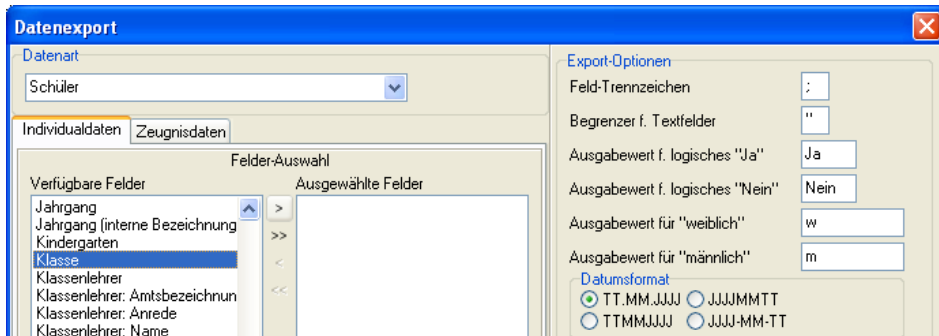 Datenexport
Datenart
Schüler
Individualdaten Zeugnisdaten
Felder-Auswahl
Verfügbare Felder Ausgewählte Felder
Jahrgang
Jahrgang (interne Bezeichnung
Kindergarten
Klasse
Klassenlehrer
Klassenlehrer: Amtsbezeichnun
Klassenlehrer: Anrede
Klassenlehrer: Name
>
>>
<
<<
Export-Optionen
Feld-Trennzeichen ;
Begrenzer f. Textfelder "
Ausgabewert f. logisches "Ja" Ja
Ausgabewert f. logisches "Nein" Nein
Ausgabewert für "weiblich" w
Ausgabewert für "männlich" m
Datumsformat
TT.MM.JJJJ JJJJMMTT
TTMMJJJJ JJJJ-MM-TT